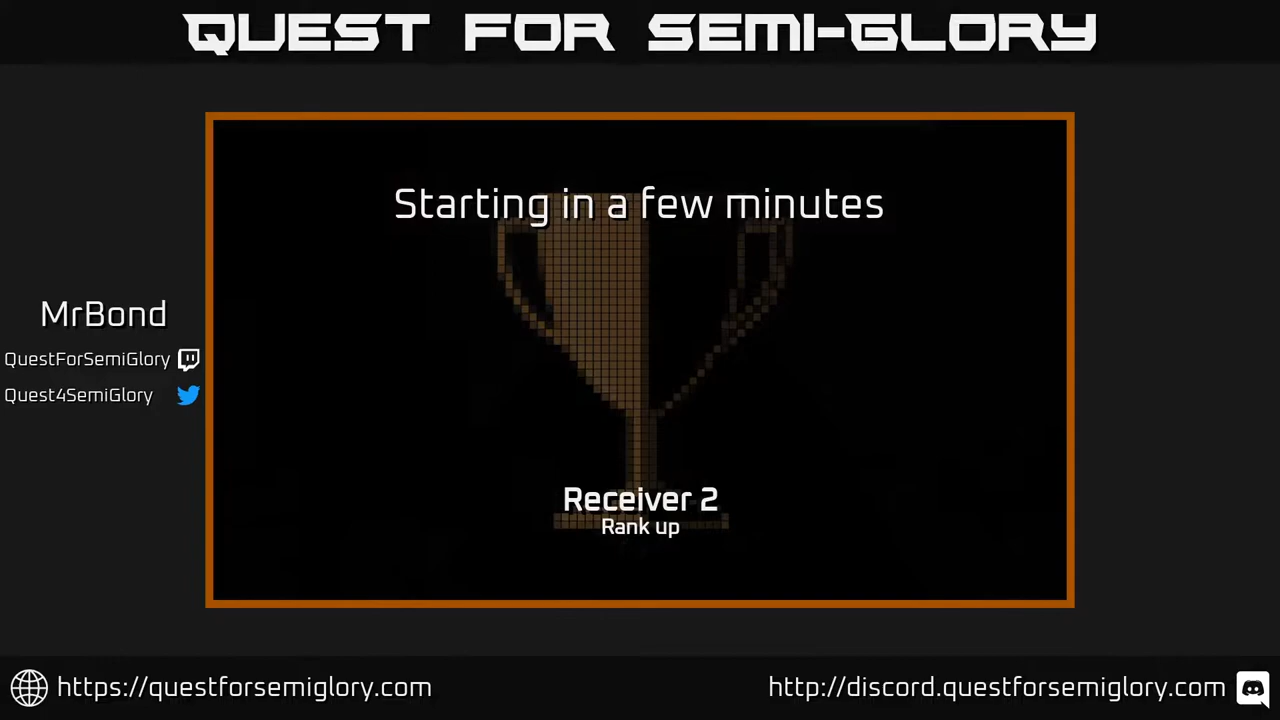 QUEST FOR SEMI-GLORY
Starting in a few minutes
MrBond
QuestForSemiGlory
Quest4SemiGlory
Receiver 2
Rank up
https://questforsemiglory.com
http://discord.questforsemiglory.com